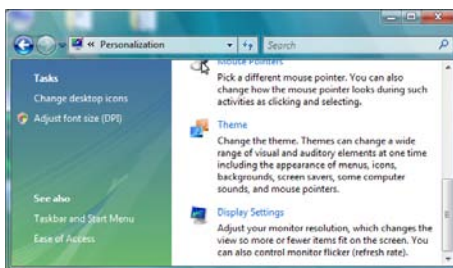 « Personalization
Search
Tasks
Change desktop icons
Adjust font size (DPI)
See also
Taskbar and Start Menu
Ease of Access
Mouse Pointers
Pick a different mouse pointer. You can also
change how the mouse pointer looks during such
activities as clicking and selecting.
Theme
Change the theme. Themes can change a wide
range of visual and auditory elements at one time
including the appearance of menus, icons,
backgrounds, screen savers, some computer
sounds, and mouse pointers.
Display Settings
Adjust your monitor resolution, which changes the
view so more or fewer items fit on the screen. You
can also control monitor flicker (refresh rate).